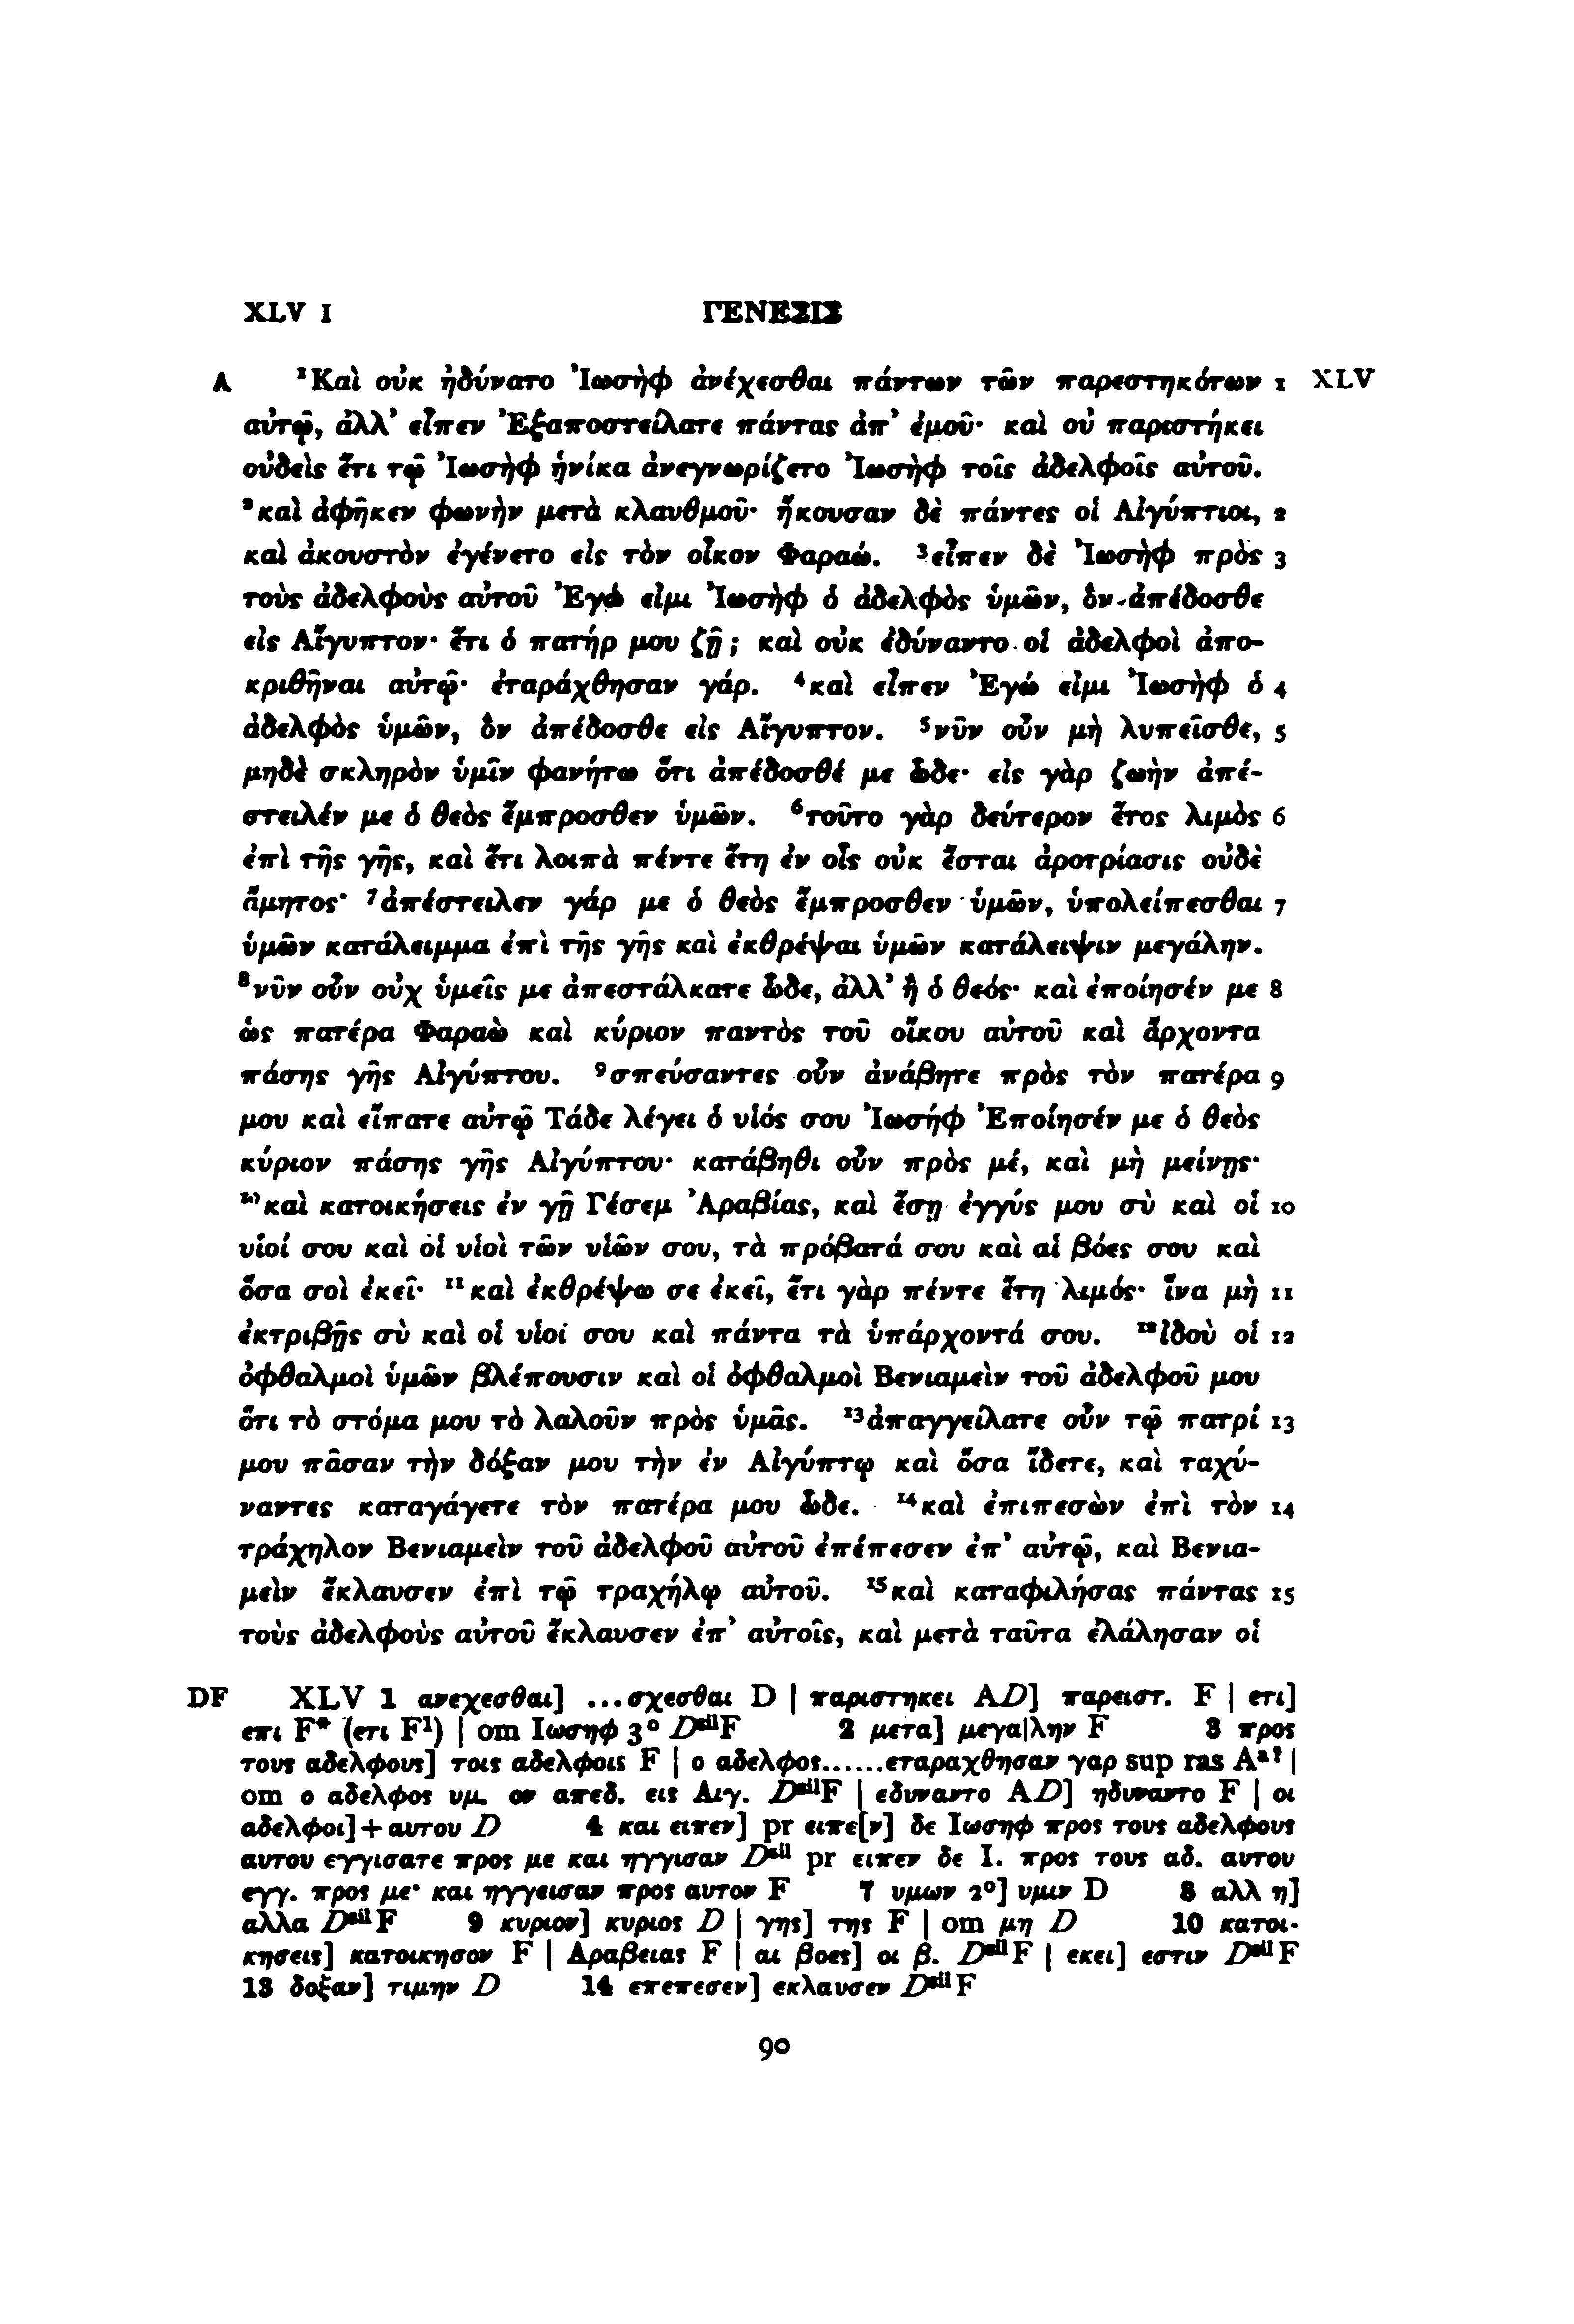 XLV 1 ΓΕΝΕΣΙΣ
A ¹Καὶ οὐκ ἠδύνατο Ἰωσὴφ ἀνέχεσθαι πάντων τῶν παρεστηκότων 1 XLV
αὐτῷ, ἀλλ’ εἶπεν Ἐξαποστείλατε πάντας ἀπ’ ἐμοῦ· καὶ οὐ παριστήκει
οὐδεὶς ἔτι τῷ Ἰωσὴφ ἡνίκα ἀνεγνωρίζετο Ἰωσὴφ τοῖς ἀδελφοῖς αὐτοῦ.
²καὶ ἀφῆκεν φωνὴν μετὰ κλαυθμοῦ· ἤκουσαν δὲ πάντες οἱ Αἰγύπτιοι, 2
καὶ ἀκουστὸν ἐγένετο εἰς τὸν οἶκον Φαραώ. ³εἶπεν δὲ Ἰωσὴφ πρὸς 3
τοὺς ἀδελφοὺς αὐτοῦ Ἐγώ εἰμι Ἰωσὴφ ὁ ἀδελφὸς ὑμῶν, ὃν ἀπέδοσθε
εἰς Αἴγυπτον· ἔτι ὁ πατήρ μου ζῇ; καὶ οὐκ ἐδύναντο οἱ ἀδελφοὶ ἀπο-
κριθῆναι αὐτῷ· ἐταράχθησαν γάρ. ⁴καὶ εἶπεν Ἐγώ εἰμι Ἰωσὴφ ὁ 4
ἀδελφὸς ὑμῶν, ὃν ἀπέδοσθε εἰς Αἴγυπτον. ⁵νῦν οὖν μὴ λυπεῖσθε, 5
μηδὲ σκληρὸν ὑμῖν φανήτω ὅτι ἀπέδοσθέ με ὧδε· εἰς γὰρ ζωὴν ἀπέ-
στειλέν με ὁ θεὸς ἔμπροσθεν ὑμῶν. ⁶τοῦτο γὰρ δεύτερον ἔτος λιμὸς 6
ἐπὶ τῆς γῆς, καὶ ἔτι λοιπὰ πέντε ἔτη ἐν οἷς οὐκ ἔσται ἀροτρίασις οὐδὲ
ἄμητος· ⁷ἀπέστειλεν γάρ με ὁ θεὸς ἔμπροσθεν ὑμῶν, ὑπολείπεσθαι 7
ὑμῶν κατάλειμμα ἐπὶ τῆς γῆς καὶ ἐκθρέψαι ὑμῶν κατάλειψιν μεγάλην.
⁸νῦν οὖν οὐχ ὑμεῖς με ἀπεστάλκατε ὧδε, ἀλλ’ ἢ ὁ θεός· καὶ ἐποίησέν με 8
ὡς πατέρα Φαραὼ καὶ κύριον παντὸς τοῦ οἴκου αὐτοῦ καὶ ἄρχοντα
πάσης γῆς Αἰγύπτου. ⁹σπεύσαντες οὖν ἀνάβητε πρὸς τὸν πατέρα 9
μου καὶ εἴπατε αὐτῷ Τάδε λέγει ὁ υἱός σου Ἰωσήφ Ἐποίησέν με ὁ θεὸς
κύριον πάσης γῆς Αἰγύπτου· κατάβηθι οὖν πρὸς μέ, καὶ μὴ μείνῃς·
¹⁰καὶ κατοικήσεις ἐν γῇ Γέσεμ Ἀραβίας, καὶ ἔσῃ ἐγγύς μου σὺ καὶ οἱ 10
υἱοί σου καὶ οἱ υἱοὶ τῶν υἱῶν σου, τὰ πρόβατά σου καὶ αἱ βόες σου καὶ
ὅσα σοὶ ἐκεῖ· ¹¹καὶ ἐκθρέψω σε ἐκεῖ, ἔτι γὰρ πέντε ἔτη λιμός· ἵνα μὴ 11
ἐκτριβῇς σὺ καὶ οἱ υἱοί σου καὶ πάντα τὰ ὑπάρχοντά σου. ¹²ἰδοὺ οἱ 12
ὀφθαλμοὶ ὑμῶν βλέπουσιν καὶ οἱ ὀφθαλμοὶ Βενιαμεὶν τοῦ ἀδελφοῦ μου
ὅτι τὸ στόμα μου τὸ λαλοῦν πρὸς ὑμᾶς. ¹³ἀπαγγείλατε οὖν τῷ πατρί 13
μου πᾶσαν τὴν δόξαν μου τὴν ἐν Αἰγύπτῳ καὶ ὅσα ἴδετε, καὶ ταχύ-
ναντες καταγάγετε τὸν πατέρα μου ὧδε. ¹⁴καὶ ἐπιπεσὼν ἐπὶ τὸν 14
τράχηλον Βενιαμεὶν τοῦ ἀδελφοῦ αὐτοῦ ἐπέπεσεν ἐπ’ αὐτῷ, καὶ Βενια-
μεὶν ἔκλαυσεν ἐπὶ τῷ τραχήλῳ αὐτοῦ. ¹⁵καὶ καταφιλήσας πάντας 15
τοὺς ἀδελφοὺς αὐτοῦ ἔκλαυσεν ἐπ’ αὐτοῖς, καὶ μετὰ ταῦτα ἐλάλησαν οἱ
DF XLV 1 ανεχεσθαι] ...σχεσθαι D | παριστηκει AD] παρειστ. F | ετι]
επι F* (ετι F¹) | om Ιωσηφ 3° Dˢⁱˡ F 2 μετα] μεγα|λην F 3 προς
τους αδελφους] τοις αδελφοις F | ο αδελφος......εταραχθησαν γαρ sup ras Aᵃ? |
om ο αδελφος υμ. ον απεδ. εις Αιγ. Dˢⁱˡ F | εδυναντο AD] ηδυναντο F | οι
αδελφοι]+αυτου D 4 και ειπεν] pr ειπε[ν] δε Ιωσηφ προς τους αδελφους
αυτου εγγισατε προς με και ηγγισαν Dˢⁱˡ pr ειπεν δε Ι. προς τους αδ. αυτου
εγγ. προς με· και ηγγεισαν προς αυτον F 7 υμων 2°] υμιν D 8 αλλ η]
αλλα Dˢⁱˡ F 9 κυριον] κυριος D | γης] της F | om μη D 10 κατοι-
κησεις] κατοικησον F | Αραβειας F | αι βοες] οι β. Dˢⁱˡ F | εκει] εστιν Dˢⁱˡ F
13 δοξαν] τιμην D 14 επεπεσεν] εκλαυσεν Dˢⁱˡ F
90